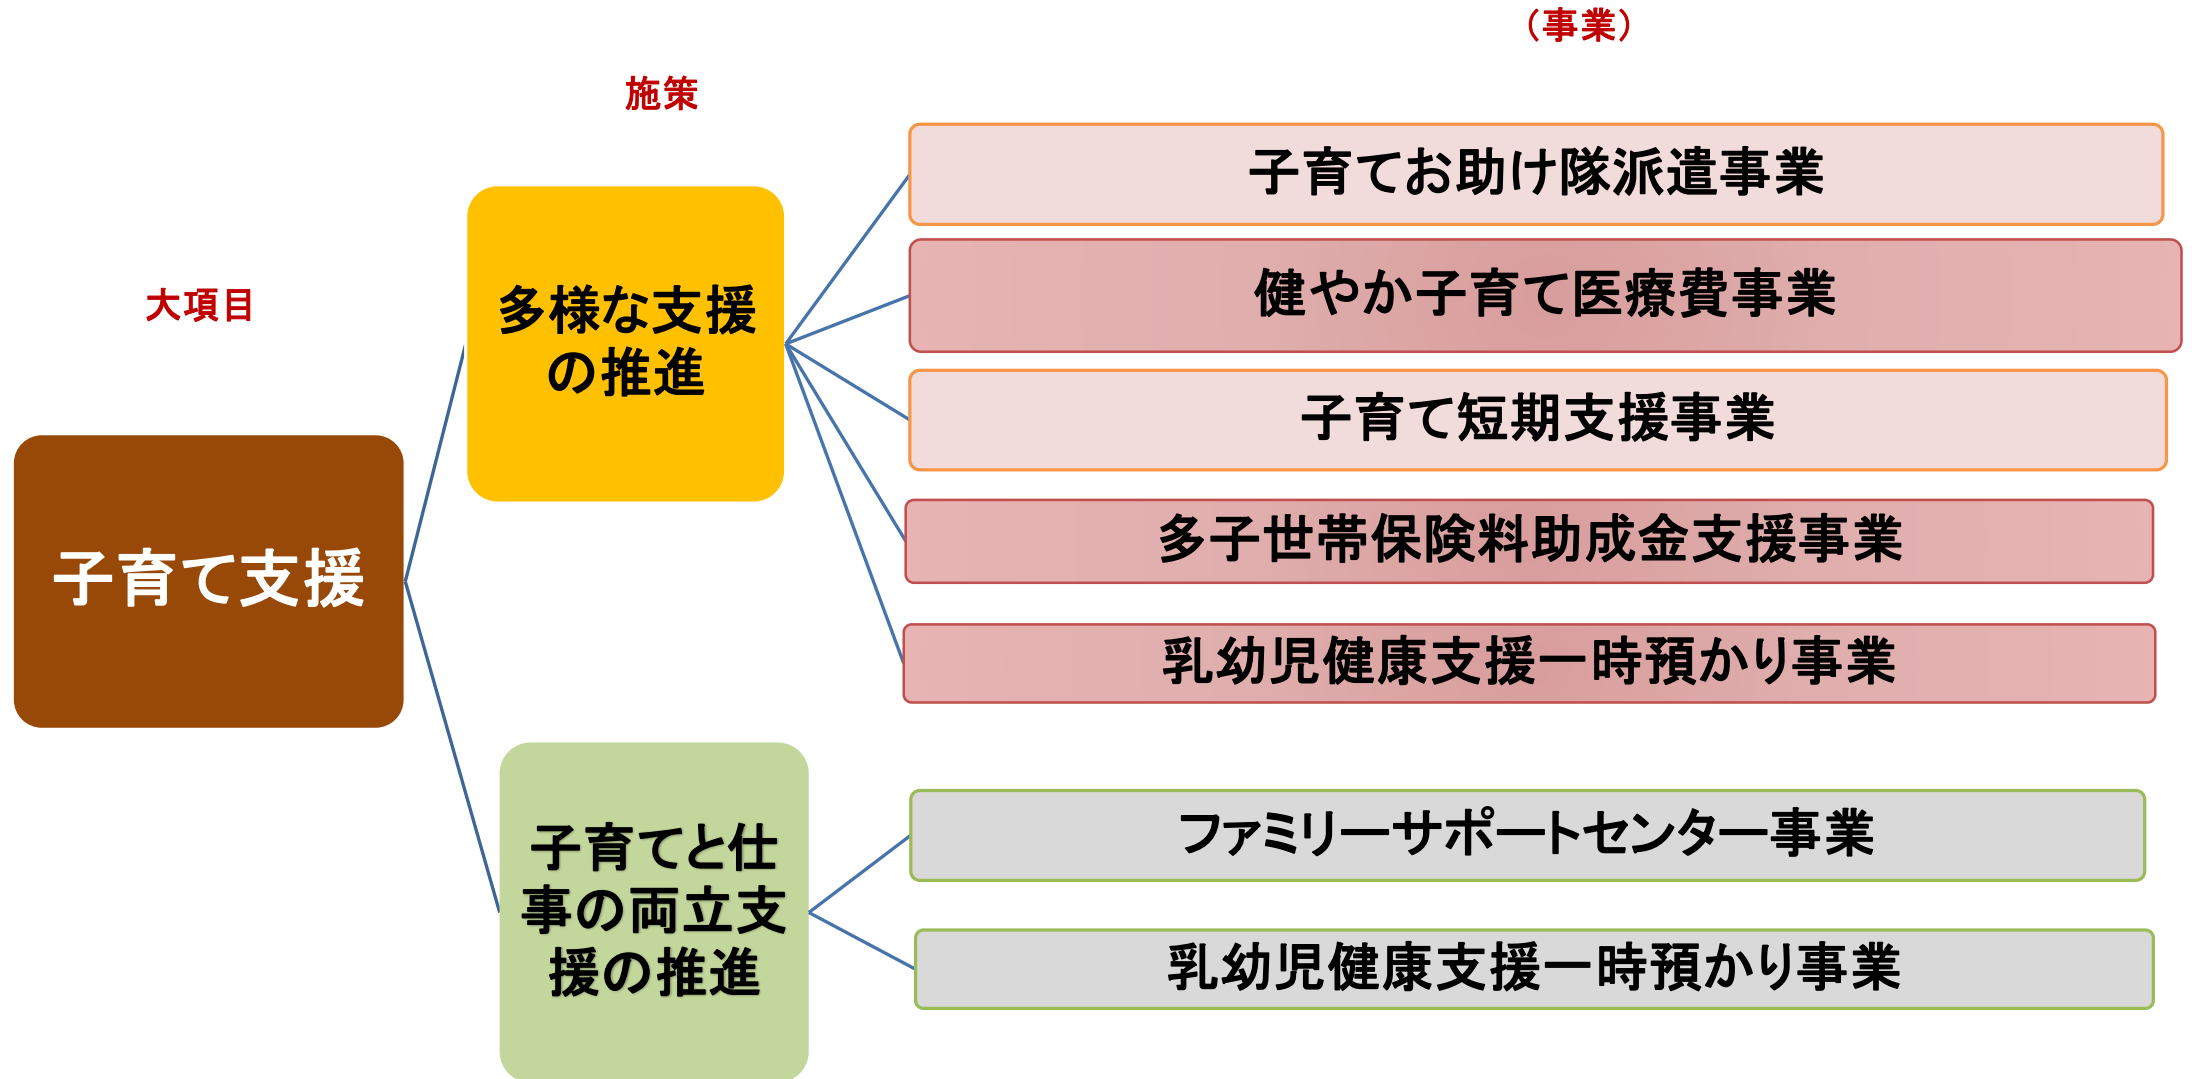 （事業）
施策
大項目
子育て支援
多様な支援
の推進
子育てお助け隊派遣事業
健やか子育て医療費事業
子育て短期支援事業
多子世帯保険料助成金支援事業
乳幼児健康支援一時預かり事業
子育てと仕
事の両立支
援の推進
ファミリーサポートセンター事業
乳幼児健康支援一時預かり事業